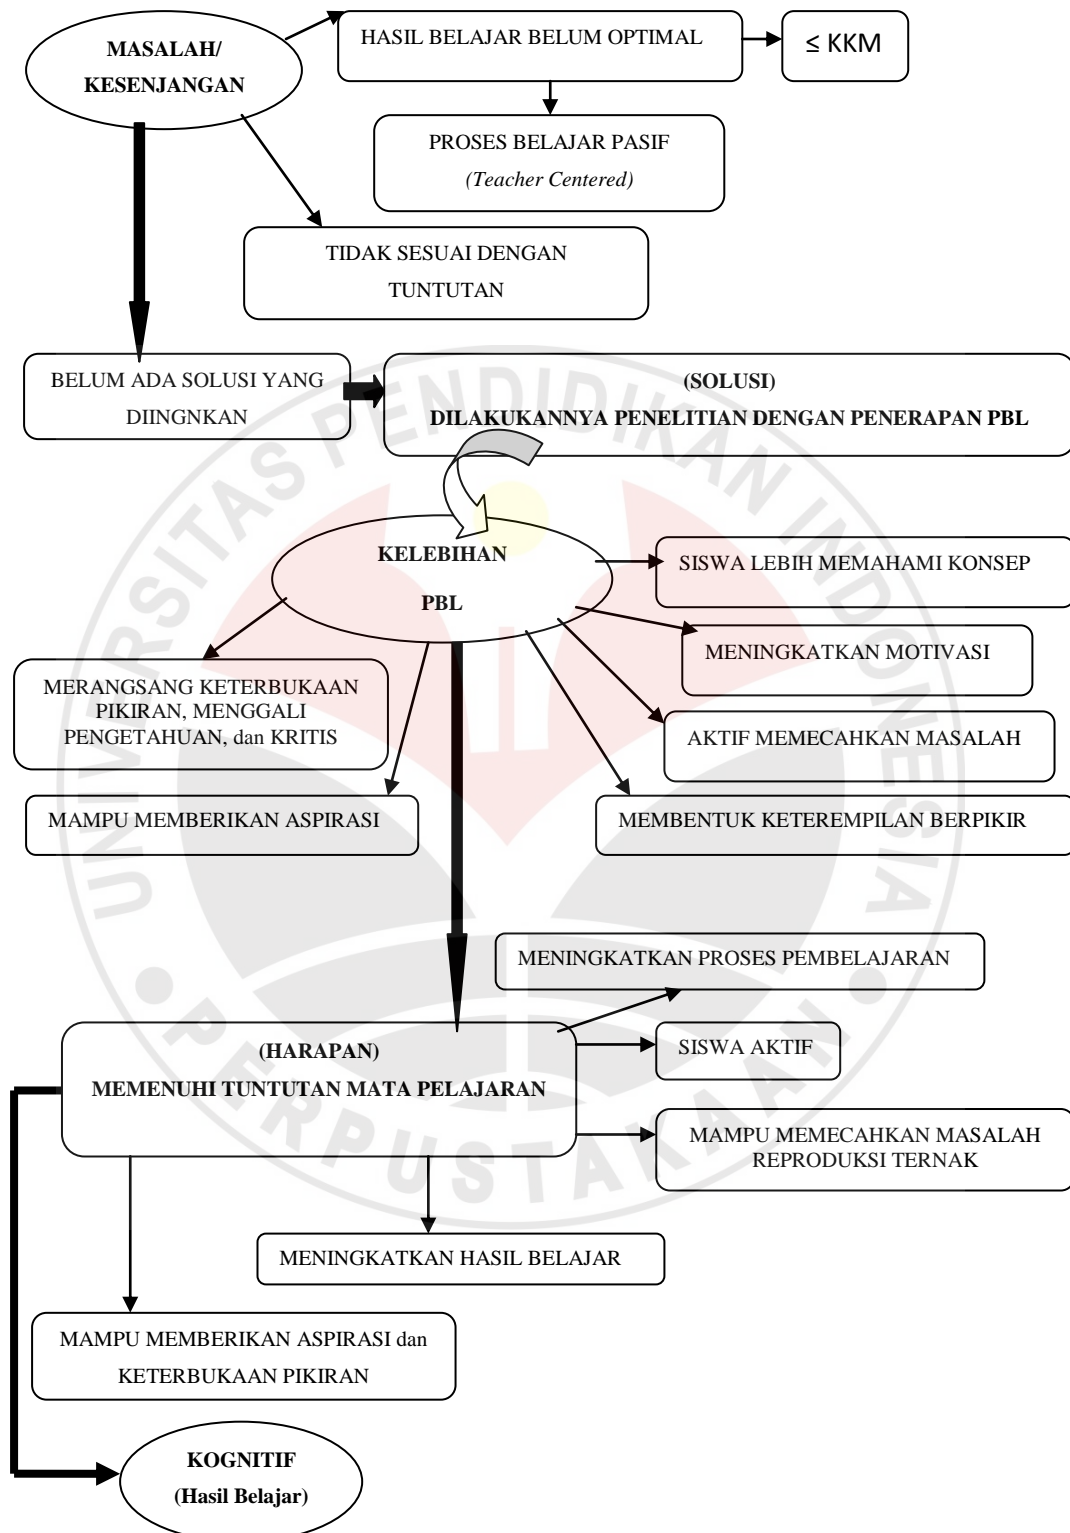 MASALAH/
KESENJANGAN
HASIL BELAJAR BELUM OPTIMAL
≤ KKM
PROSES BELAJAR PASIF
(Teacher Centered)
TIDAK SESUAI DENGAN
TUNTUTAN
BELUM ADA SOLUSI YANG
DIINGNKAN
(SOLUSI)
DILAKUKANNYA PENELITIAN DENGAN PENERAPAN PBL
KELEBIHAN
PBL
SISWA LEBIH MEMAHAMI KONSEP
MENINGKATKAN MOTIVASI
MERANGSANG KETERBUKAAN
PIKIRAN, MENGGALI
PENGETAHUAN, dan KRITIS
AKTIF MEMECAHKAN MASALAH
MAMPU MEMBERIKAN ASPIRASI
MEMBENTUK KETEREMPILAN BERPIKIR
MENINGKATKAN PROSES PEMBELAJARAN
(HARAPAN)
MEMENUHI TUNTUTAN MATA PELAJARAN
SISWA AKTIF
MAMPU MEMECAHKAN MASALAH
REPRODUKSI TERNAK
MENINGKATKAN HASIL BELAJAR
MAMPU MEMBERIKAN ASPIRASI dan
KETERBUKAAN PIKIRAN
KOGNITIF
(Hasil Belajar)
UNIVERSITAS PENDIDIKAN INDONESIA
PERPUSTAKAAN